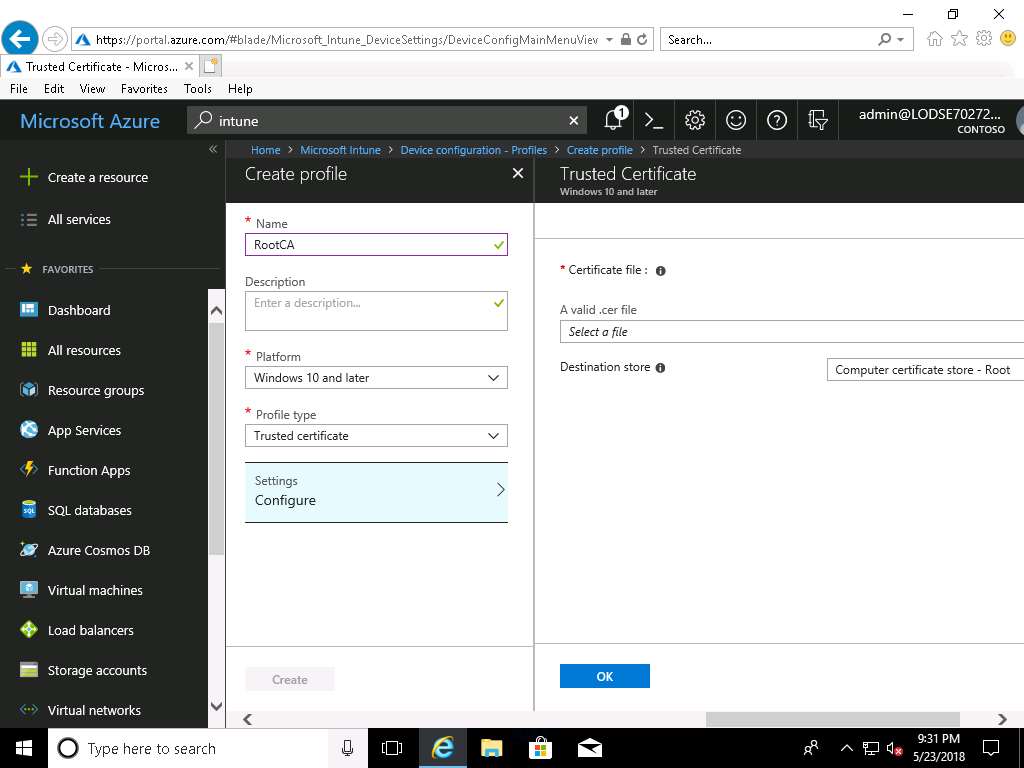 https://portal.azure.com/#blade/Microsoft_Intune_DeviceSettings/DeviceConfigMainMenuView
Search...
Trusted Certificate - Micros...
File Edit View Favorites Tools Help
Microsoft Azure
intune
1
admin@LODSE70272...
CONTOSO
Home > Microsoft Intune > Device configuration - Profiles > Create profile > Trusted Certificate
Create a resource
All services
FAVORITES
Dashboard
All resources
Resource groups
App Services
Function Apps
SQL databases
Azure Cosmos DB
Virtual machines
Load balancers
Storage accounts
Virtual networks
Create profile
* Name
RootCA
Description
Enter a description...
* Platform
Windows 10 and later
* Profile type
Trusted certificate
Settings
Configure
Create
Trusted Certificate
Windows 10 and later
* Certificate file :
A valid .cer file
Select a file
Destination store
Computer certificate store - Root
OK
Type here to search
9:31 PM
5/23/2018